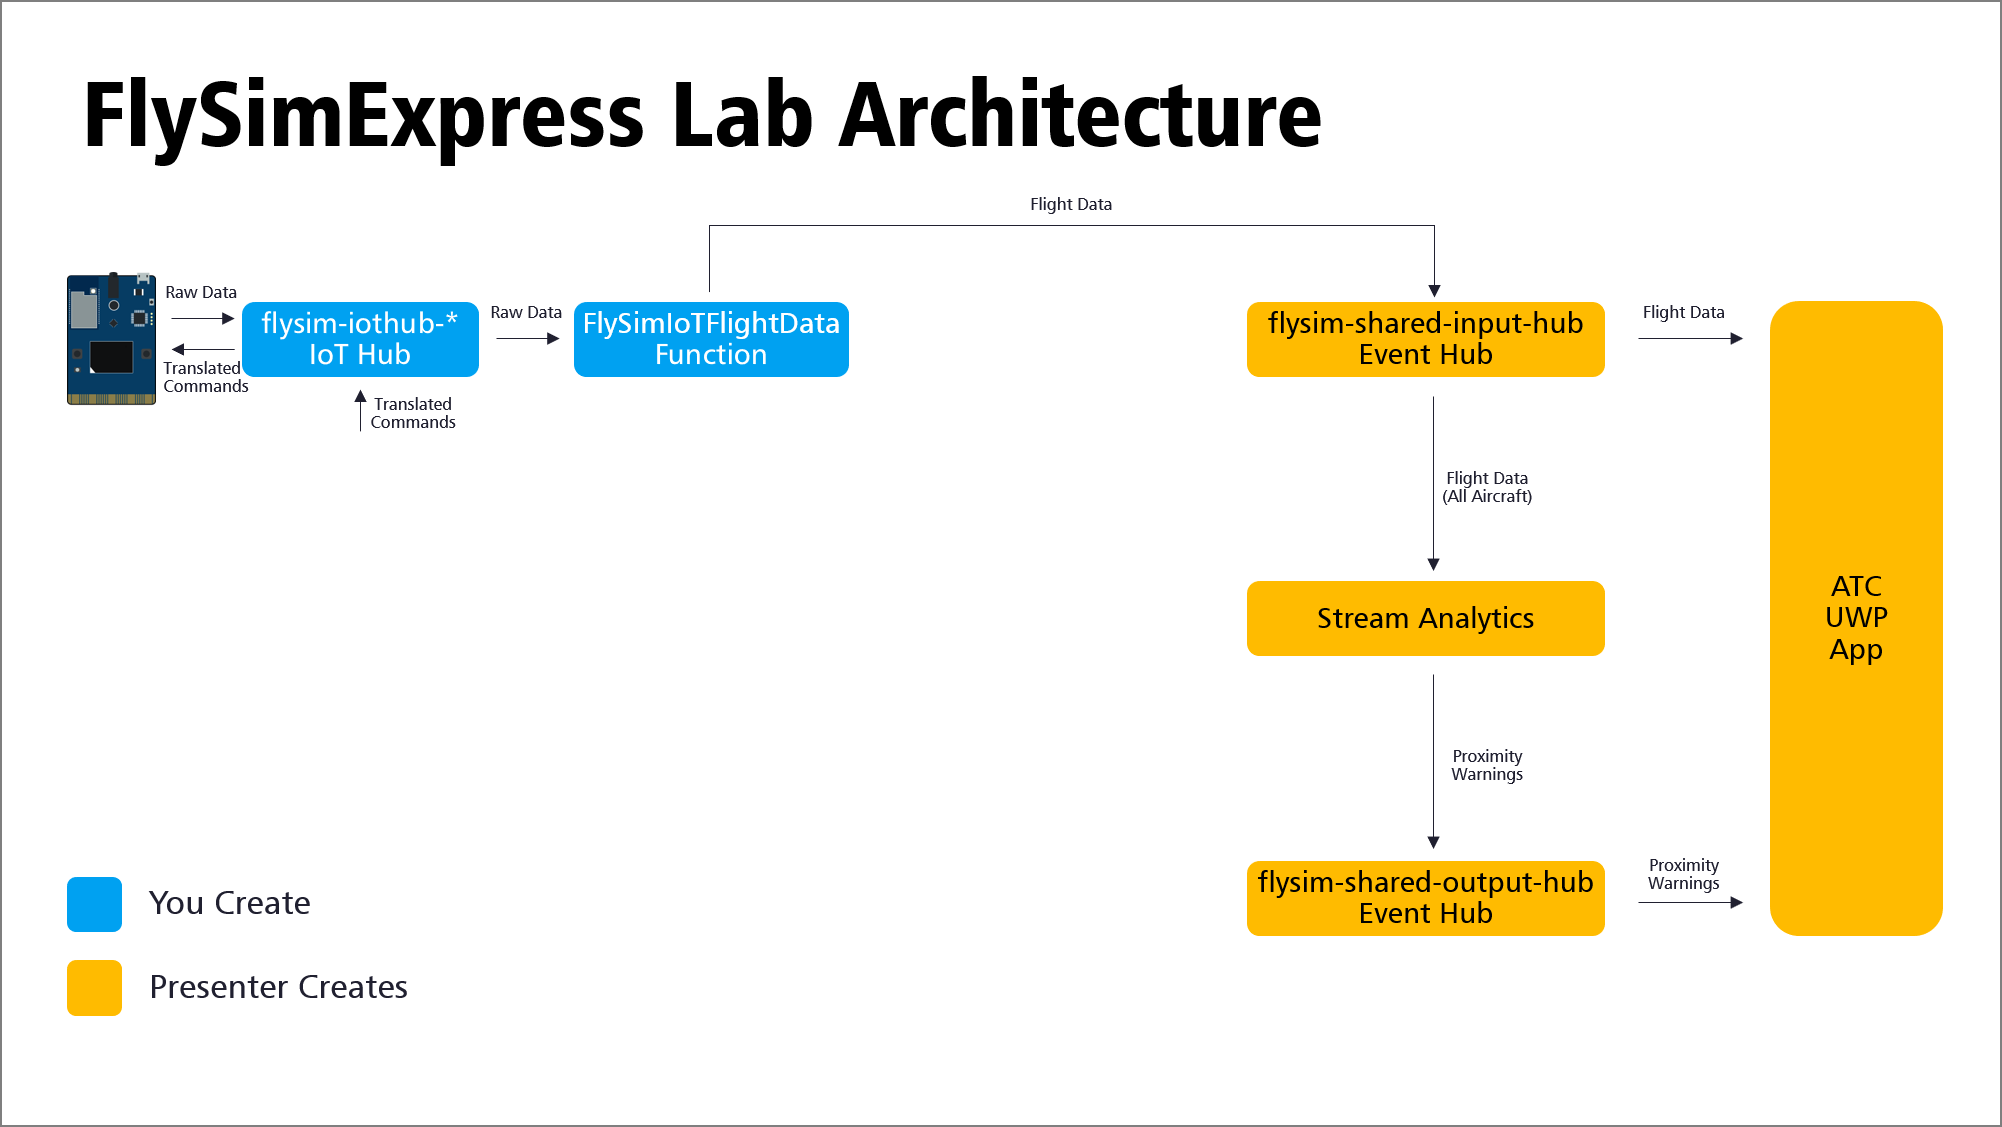 FlySimExpress Lab Architecture
Flight Data
Raw Data
Translated
Commands
flysim-iothub-*
IoT Hub
Translated
Commands
Raw Data
FlySimIoTFlightData
Function
flysim-shared-input-hub
Event Hub
Flight Data
Flight Data
(All Aircraft)
Stream Analytics
ATC
UWP
App
Proximity
Warnings
flysim-shared-output-hub
Event Hub
Proximity
Warnings
You Create
Presenter Creates